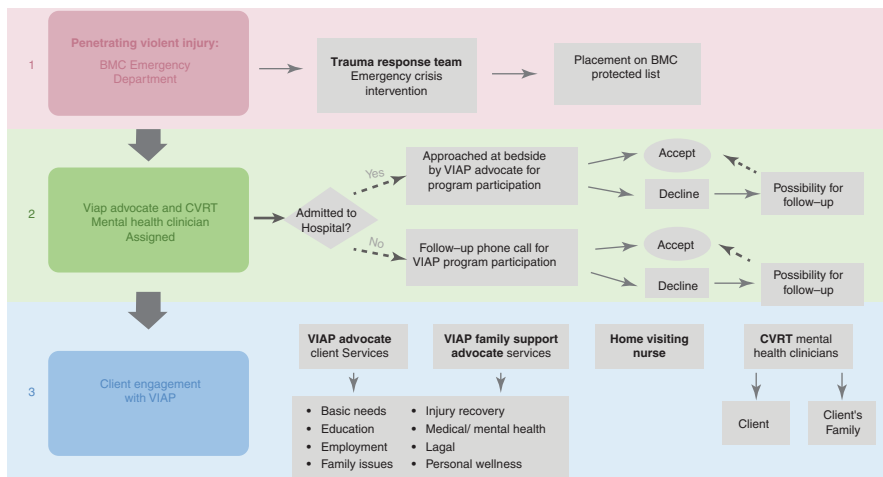 1
Penetrating violent injury:
BMC Emergency
Department
Trauma response team
Emergency crisis
intervention
Placement on BMC
protected list
2
Viap advocate and CVRT
Mental health clinician
Assigned
Admitted to
Hospital?
Yes
Approached at bedside
by VIAP advocate for
program participation
Accept
Decline
Possibility for
follow–up
No
Follow–up phone call for
VIAP program participation
Accept
Decline
Possibility for
follow–up
3
Client engagement
with VIAP
VIAP advocate
client Services
VIAP family support
advocate services
• Basic needs
• Education
• Employment
• Family issues
• Injury recovery
• Medical/ mental health
• Lagal
• Personal wellness
Home visiting
nurse
CVRT mental
health clinicians
Client
Client's
Family